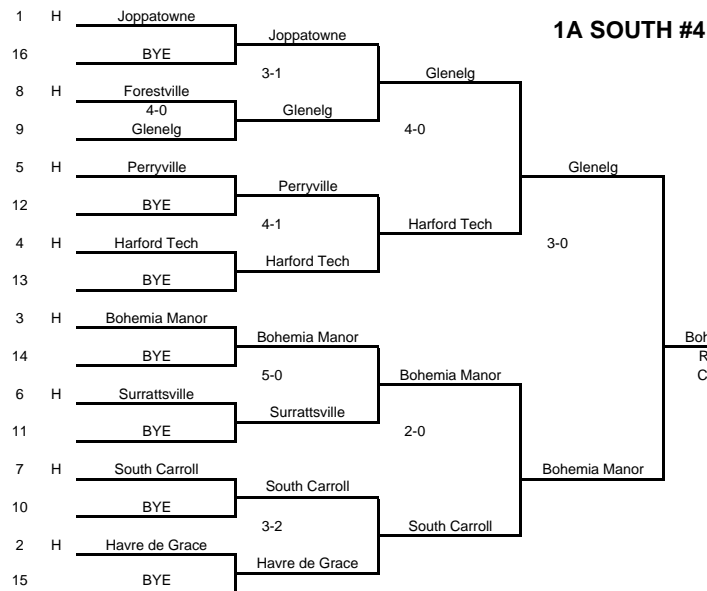 1A SOUTH #4
1 H Joppatowne
Joppatowne
16 BYE
3-1
Glenelg
8 H Forestville
4-0
Glenelg
9 Glenelg
4-0
5 H Perryville
Glenelg
Perryville
12 BYE
4-1
Harford Tech
4 H Harford Tech
3-0
Harford Tech
13 BYE
3 H Bohemia Manor
Bohemia Manor
14 BYE
5-0
Bohemia Manor
6 H Surrattsville
Surrattsville
11 BYE
2-0
7 H South Carroll
Bohemia Manor
South Carroll
10 BYE
3-2
South Carroll
2 H Havre de Grace
Havre de Grace
15 BYE